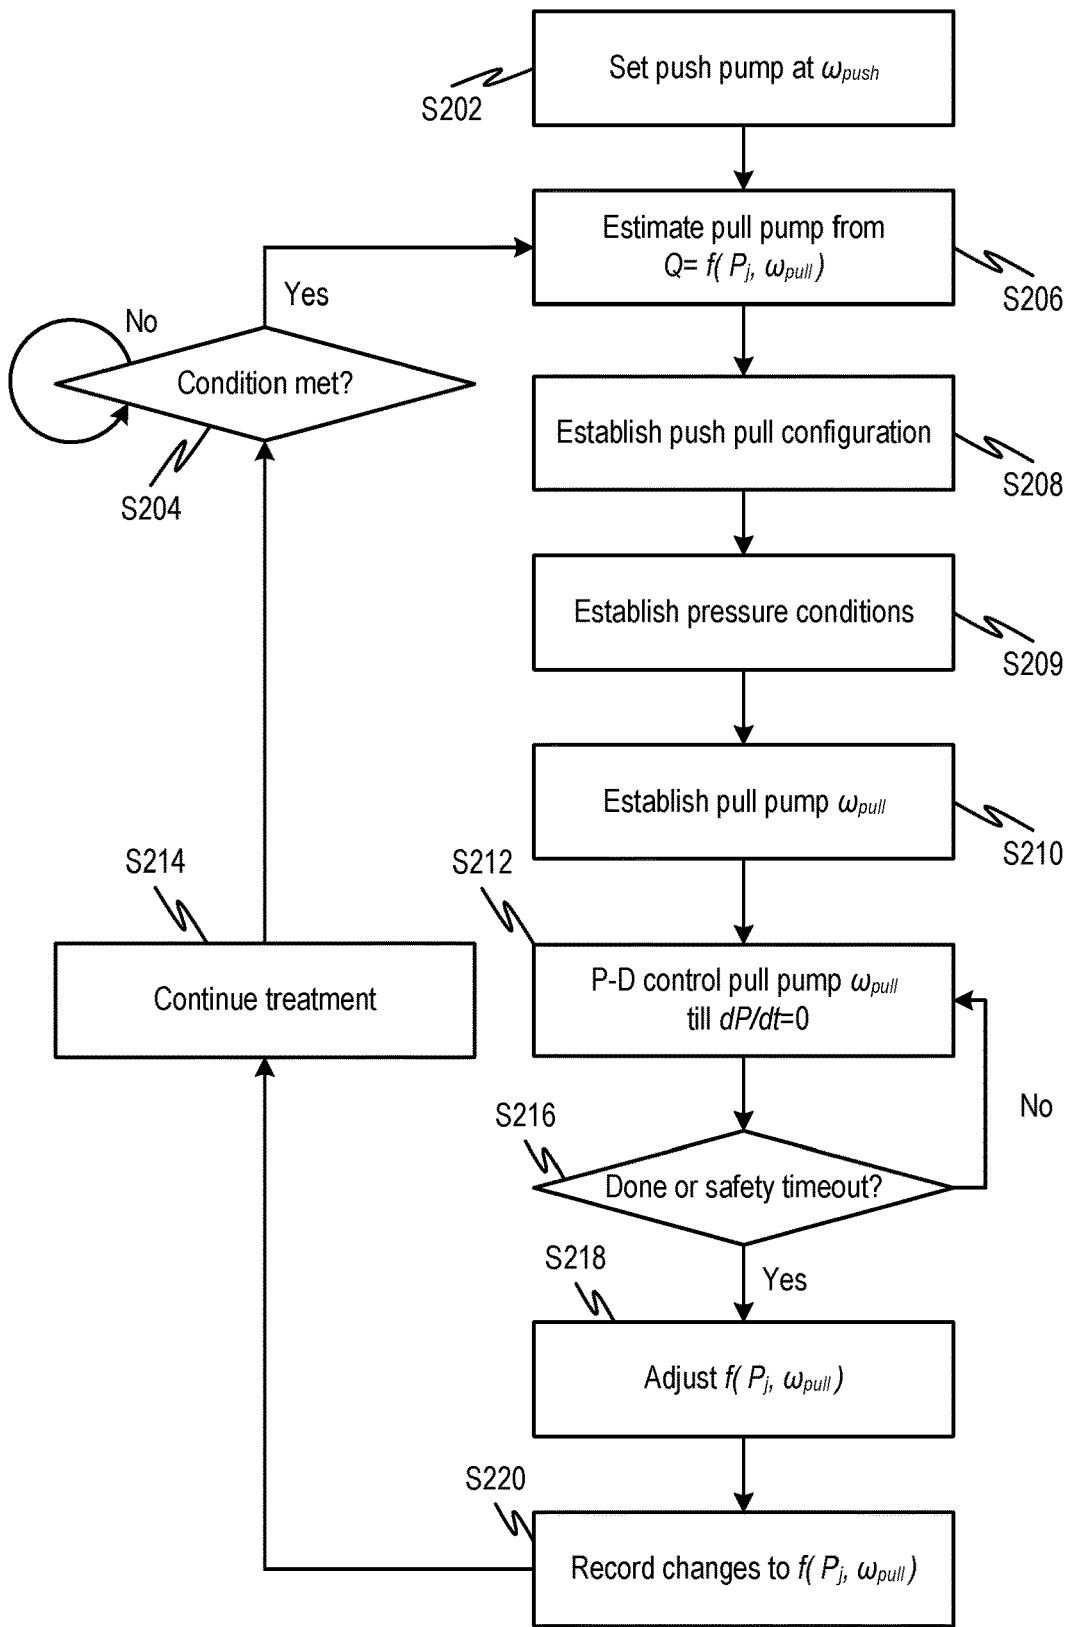 Set push pump at ωpush
S202
Estimate pull pump from
Q= f( Pj, ωpull )
S206
Yes
No
Condition met?
S204
Establish push pull configuration
S208
Establish pressure conditions
S209
Establish pull pump ωpull
S210
S214
S212
Continue treatment
P-D control pull pump ωpull
till dP/dt=0
No
S216
Done or safety timeout?
S218
Yes
Adjust f( Pj, ωpull )
S220
Record changes to f( Pj, ωpull )